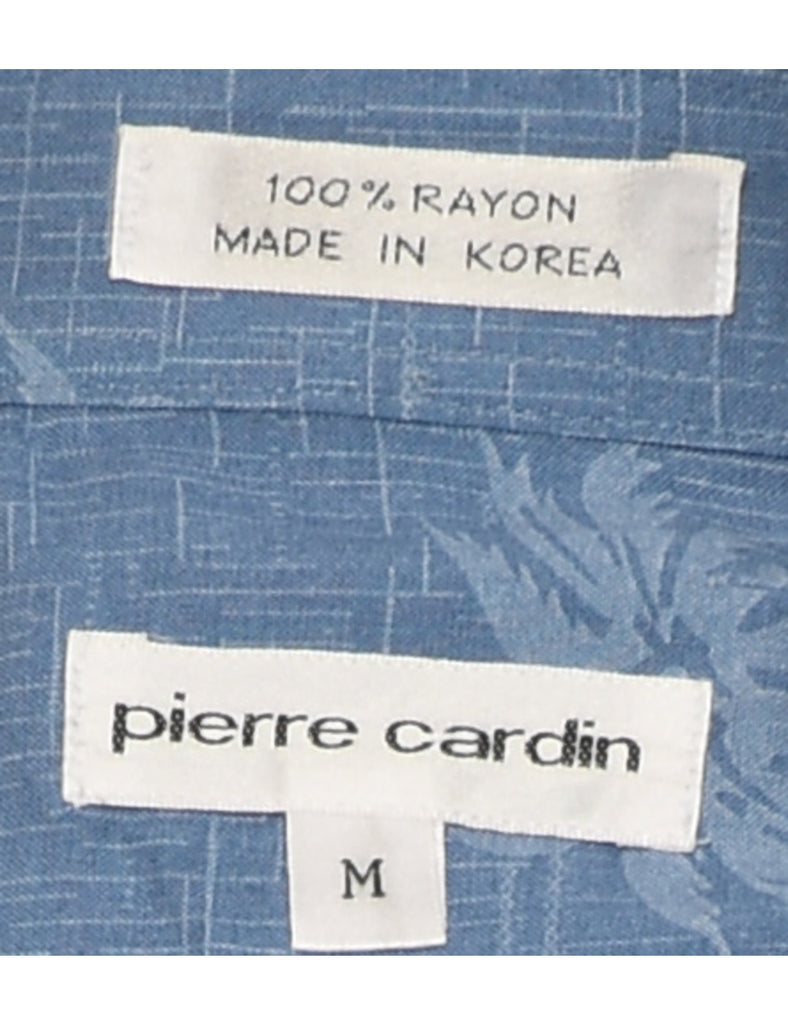 100% RAYON
MADE IN KOREA
pierre cardin
M